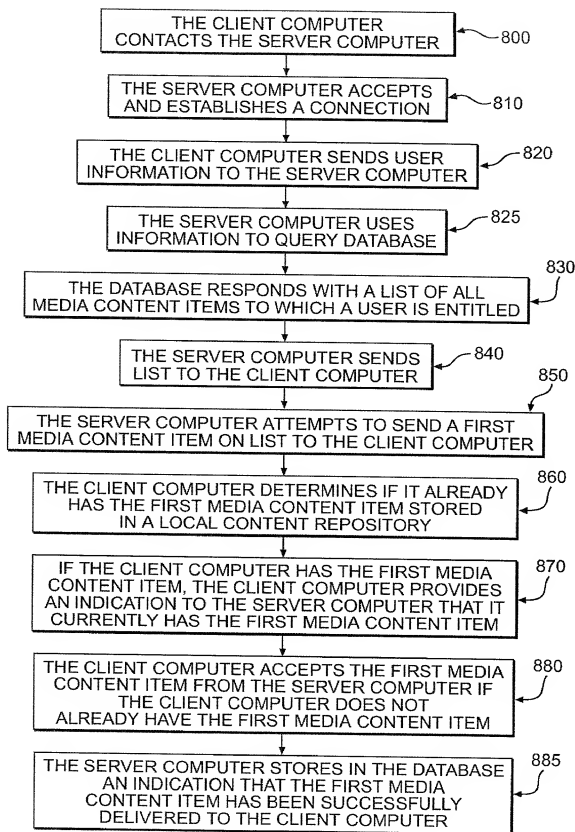 THE CLIENT COMPUTER
CONTACTS THE SERVER COMPUTER
800
THE SERVER COMPUTER ACCEPTS
AND ESTABLISHES A CONNECTION
810
THE CLIENT COMPUTER SENDS USER
INFORMATION TO THE SERVER COMPUTER
820
THE SERVER COMPUTER USES
INFORMATION TO QUERY DATABASE
825
THE DATABASE RESPONDS WITH A LIST OF ALL
MEDIA CONTENT ITEMS TO WHICH A USER IS ENTITLED
830
THE SERVER COMPUTER SENDS
LIST TO THE CLIENT COMPUTER
840
THE SERVER COMPUTER ATTEMPTS TO SEND A FIRST
MEDIA CONTENT ITEM ON LIST TO THE CLIENT COMPUTER
850
THE CLIENT COMPUTER DETERMINES IF IT ALREADY
HAS THE FIRST MEDIA CONTENT ITEM STORED
IN A LOCAL CONTENT REPOSITORY
860
IF THE CLIENT COMPUTER HAS THE FIRST MEDIA
CONTENT ITEM, THE CLIENT COMPUTER PROVIDES
AN INDICATION TO THE SERVER COMPUTER THAT IT
CURRENTLY HAS THE FIRST MEDIA CONTENT ITEM
870
THE CLIENT COMPUTER ACCEPTS THE FIRST MEDIA
CONTENT ITEM FROM THE SERVER COMPUTER IF
THE CLIENT COMPUTER DOES NOT
ALREADY HAVE THE FIRST MEDIA CONTENT ITEM
880
THE SERVER COMPUTER STORES IN THE DATABASE
AN INDICATION THAT THE FIRST MEDIA
CONTENT ITEM HAS BEEN SUCCESSFULLY
DELIVERED TO THE CLIENT COMPUTER
885